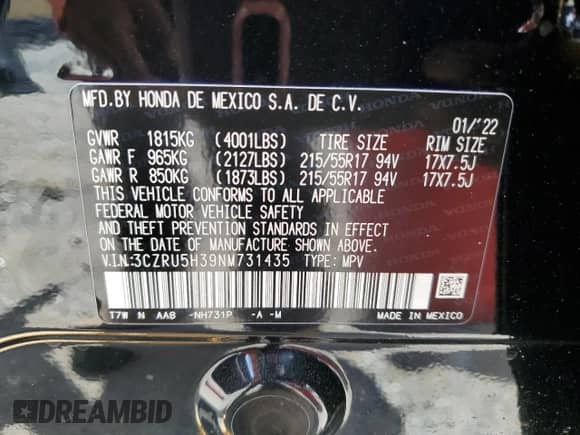 MFD.BY HONDA DE MEXICO S.A. DE C.V.
01/'22
GVWR 1815KG (4001LBS) TIRE SIZE RIM SIZE
GAWR F 965KG (2127LBS) 215/55R17 94V 17X7.5J
GAWR R 850KG (1873LBS) 215/55R17 94V 17X7.5J
THIS VEHICLE CONFORMS TO ALL APPLICABLE
FEDERAL MOTOR VEHICLE SAFETY
AND THEFT PREVENTION STANDARDS IN EFFECT
ON THE DATE OF MANUFACTURE SHOWN ABOVE.
V.I.N:3CZRU5H39NM731435 TYPE: MPV
T7W N AAB -NH731P -A -M MADE IN MEXICO
DREAMBID